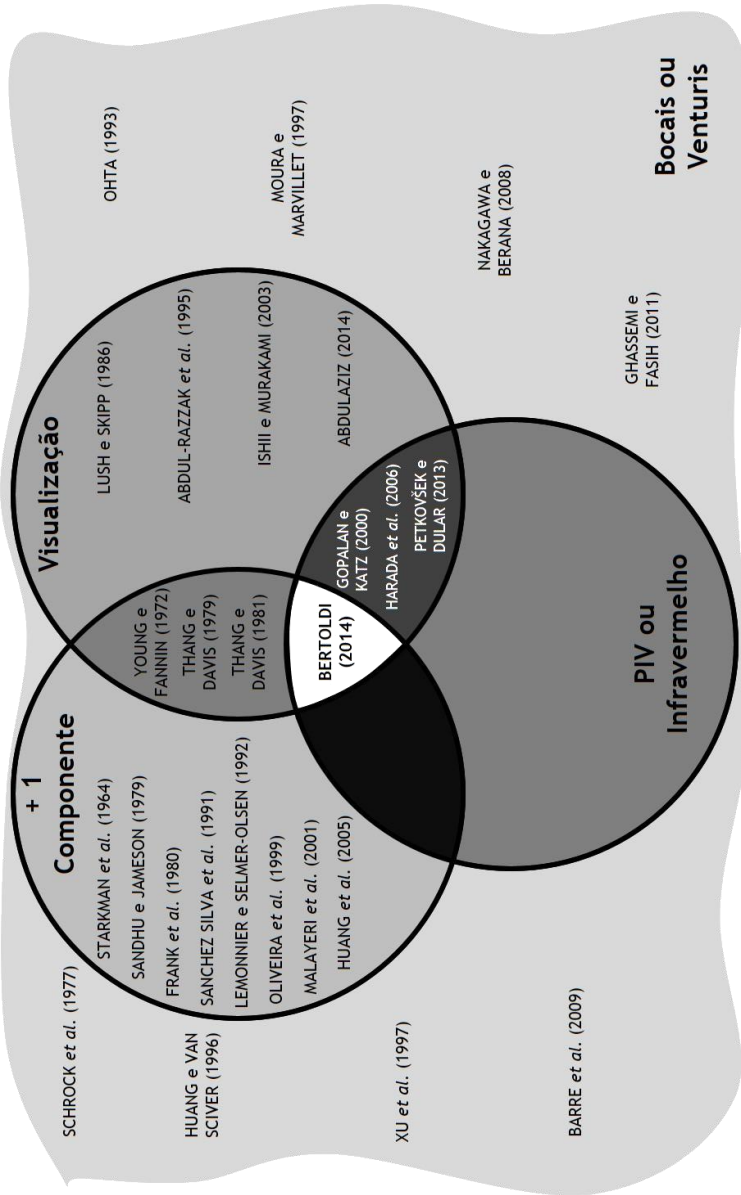 SCHROCK et al. (1977)
HUANG e VAN
SCIVER (1996)
XU et al. (1997)
BARRE et al. (2009)
+ 1
Componente
STARKMAN et al. (1964)
SANDHU e JAMESON (1979)
FRANK et al. (1980)
SANCHEZ SILVA et al. (1991)
LEMONNIER e SELMER-OLSEN (1992)
OLIVEIRA et al. (1999)
MALAYERI et al. (2001)
HUANG et al. (2005)
YOUNG e
FANNIN (1972)
THANG e
DAVIS (1979)
THANG e
DAVIS (1981)
BERTOLDI
(2014)
Visualização
LUSH e SKIPP (1986)
ABDUL-RAZZAK et al. (1995)
ISHII e MURAKAMI (2003)
ABDULAZIZ (2014)
GOPALAN e
KATZ (2000)
HARADA et al. (2006)
PETKOVŠEK e
DULAR (2013)
PIV ou
Infravermelho
OHTA (1993)
MOURA e
MARVILLET (1997)
NAKAGAWA e
BERANA (2008)
GHASSEMI e
FASIH (2011)
Bocais ou
Venturis